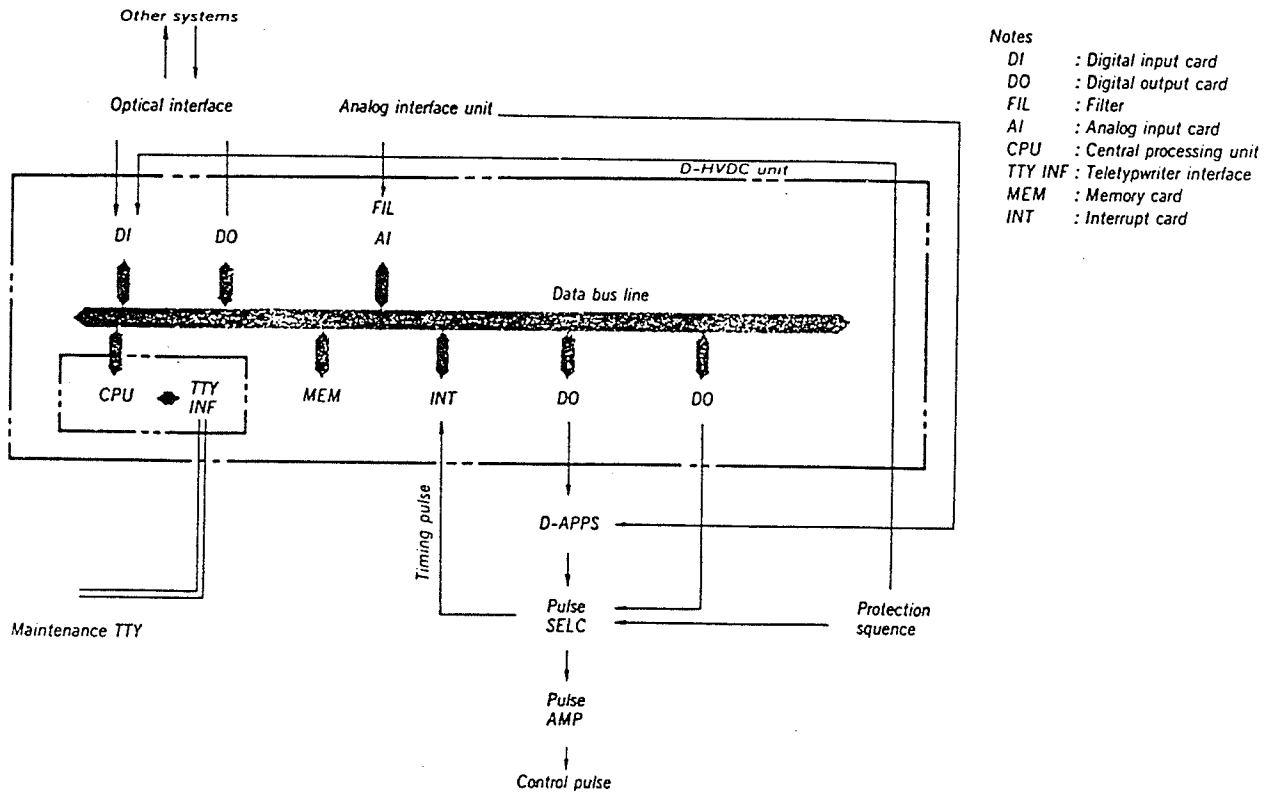 Other systems
Optical interface
Analog interface unit
D-HVDC unit
FIL
DI
DO
AI
Data bus line
CPU
TTY
INF
MEM
INT
DO
DO
Timing pulse
D-APPS
Pulse
SELC
Protection
squence
Maintenance TTY
Pulse
AMP
Control pulse
Notes
DI : Digital input card
DO : Digital output card
FIL : Filter
AI : Analog input card
CPU : Central processing unit
TTY INF : Teletypwriter interface
MEM : Memory card
INT : Interrupt card